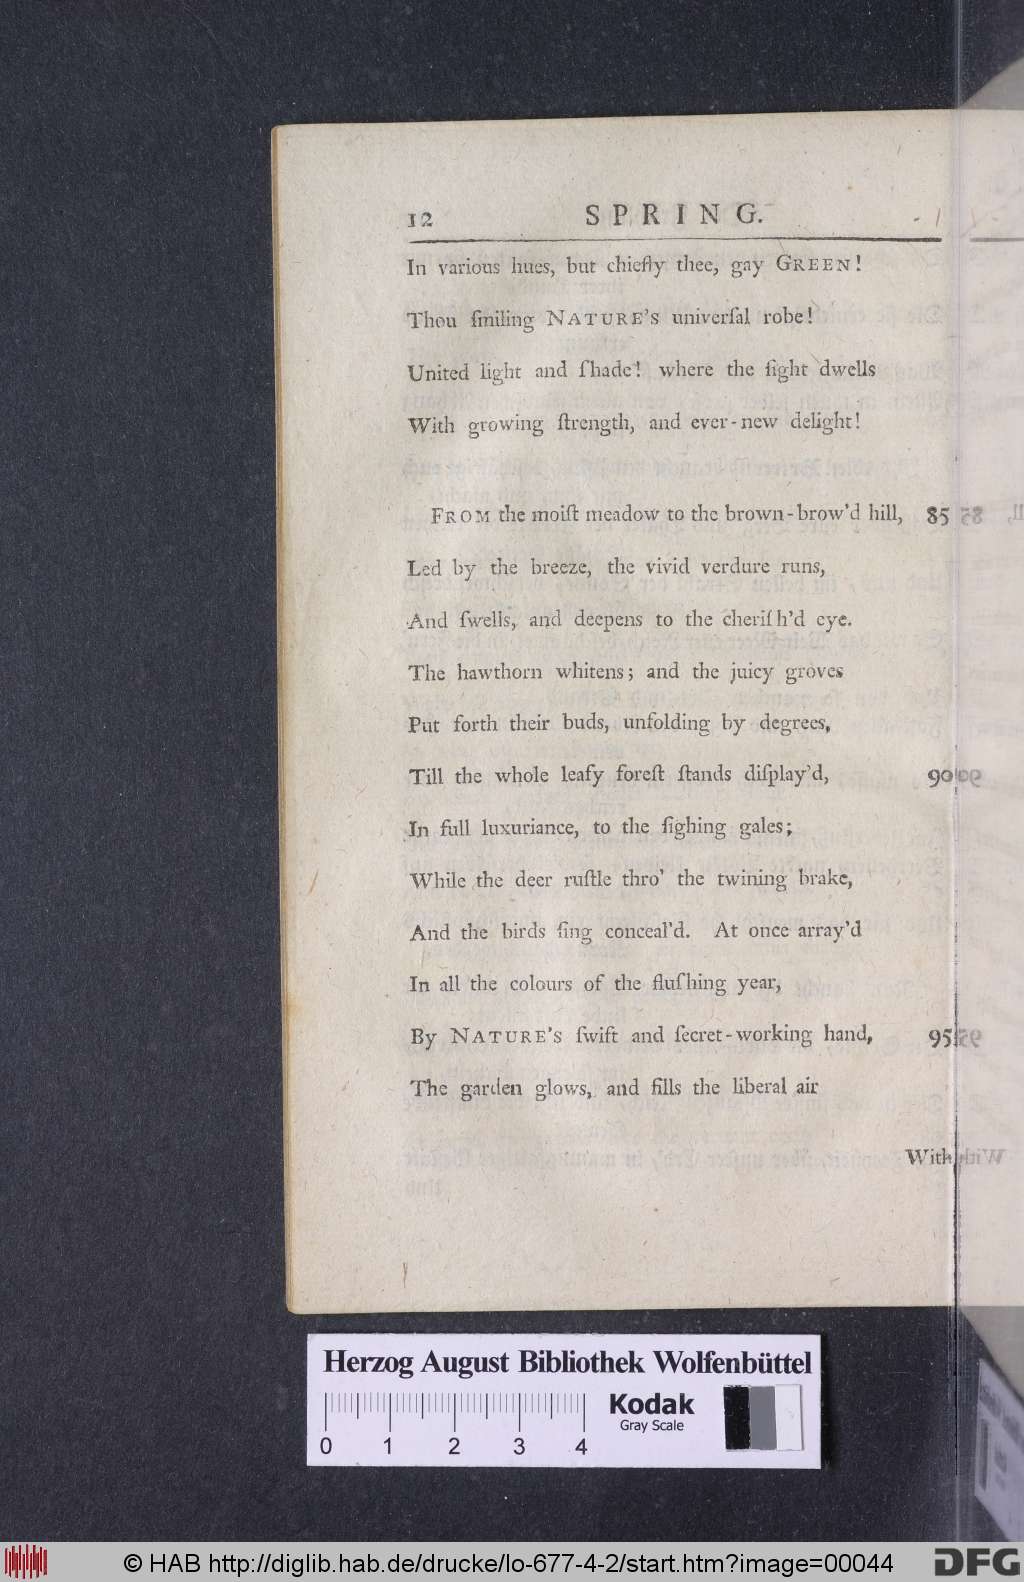 12 SPRING.
In various hues, but chiefly thee, gay GREEN!
Thou ſmiling NATURE'S univerſal robe!
United light and ſhade! where the ſight dwells
With growing ſtrength, and ever-new delight!
FROM the moiſt meadow to the brown-brow'd hill, 85
Led by the breeze, the vivid verdure runs,
And ſwells, and deepens to the cheriſh'd eye.
The hawthorn whitens; and the juicy groves
Put forth their buds, unfolding by degrees,
Till the whole leafy foreſt ſtands diſplay'd, 90
In full luxuriance, to the ſighing gales;
While the deer ruſtle thro' the twining brake,
And the birds ſing conceal'd. At once array'd
In all the colours of the fluſhing year,
By NATURE'S ſwift and ſecret-working hand, 95
The garden glows, and fills the liberal air
With
Herzog August Bibliothek Wolfenbüttel
0 1 2 3 4
Kodak
Gray Scale
© HAB http://diglib.hab.de/drucke/lo-677-4-2/start.htm?image=00044
DFG